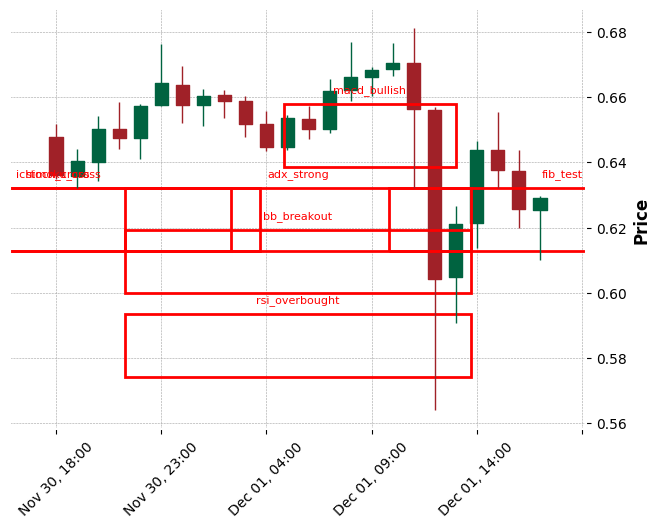 0.68
0.66
macd_bullish
0.64
adx_strong
fib_test
0.62
bb_breakout
Price
0.60
rsi_overbought
0.58
0.56
Nov 30, 18:00
Nov 30, 23:00
Dec 01, 04:00
Dec 01, 09:00
Dec 01, 14:00